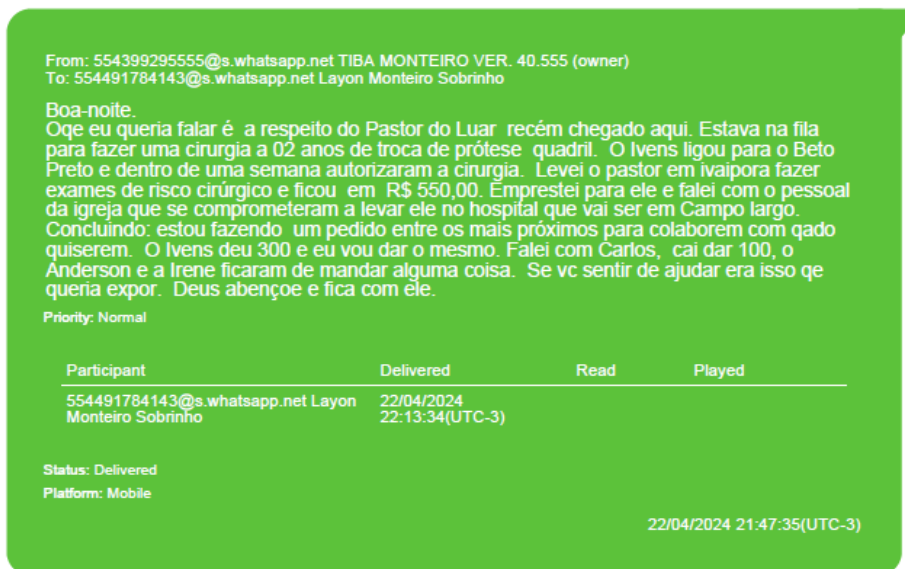 From: 554399295555@s.whatsapp.net TIBA MONTEIRO VER. 40.555 (owner)
To: 554491784143@s.whatsapp.net Layon Monteiro Sobrinho
Boa-noite.
Oqe eu queria falar é  a respeito do Pastor do Luar  recém chegado aqui. Estava na fila
para fazer uma cirurgia a 02 anos de troca de prótese  quadril.  O Ivens ligou para o Beto
Preto e dentro de uma semana autorizaram a cirurgia.  Levei o pastor em ivaipora fazer
exames de risco cirúrgico e ficou  em  R$ 550,00. Emprestei para ele e falei com o pessoal
da igreja que se comprometeram a levar ele no hospital que vai ser em Campo largo.
Concluindo: estou fazendo  um pedido entre os mais próximos para colaborem com qado
quiserem.  O Ivens deu 300 e eu vou dar o mesmo. Falei com Carlos,  cai dar 100, o
Anderson e a Irene ficaram de mandar alguma coisa.  Se vc sentir de ajudar era isso qe
queria expor.  Deus abençoe e fica com ele.
Priority: Normal
Participant Delivered Read Played
554491784143@s.whatsapp.net Layon 22/04/2024
Monteiro Sobrinho 22:13:34(UTC-3)
Status: Delivered
Platform: Mobile
22/04/2024 21:47:35(UTC-3)